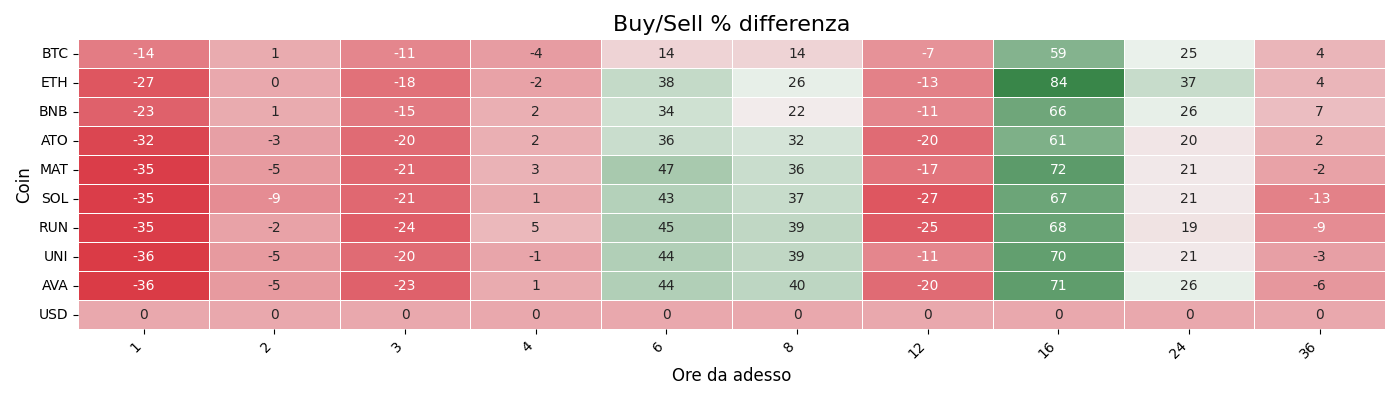 Buy/Sell % differenza
Coin
BTC -14 1 -11 -4 14 14 -7 59 25 4
ETH -27 0 -18 -2 38 26 -13 84 37 4
BNB -23 1 -15 2 34 22 -11 66 26 7
ATO -32 -3 -20 2 36 32 -20 61 20 2
MAT -35 -5 -21 3 47 36 -17 72 21 -2
SOL -35 -9 -21 1 43 37 -27 67 21 -13
RUN -35 -2 -24 5 45 39 -25 68 19 -9
UNI -36 -5 -20 -1 44 39 -11 70 21 -3
AVA -36 -5 -23 1 44 40 -20 71 26 -6
USD 0 0 0 0 0 0 0 0 0 0
1 2 3 4 6 8 12 16 24 36
Ore da adesso